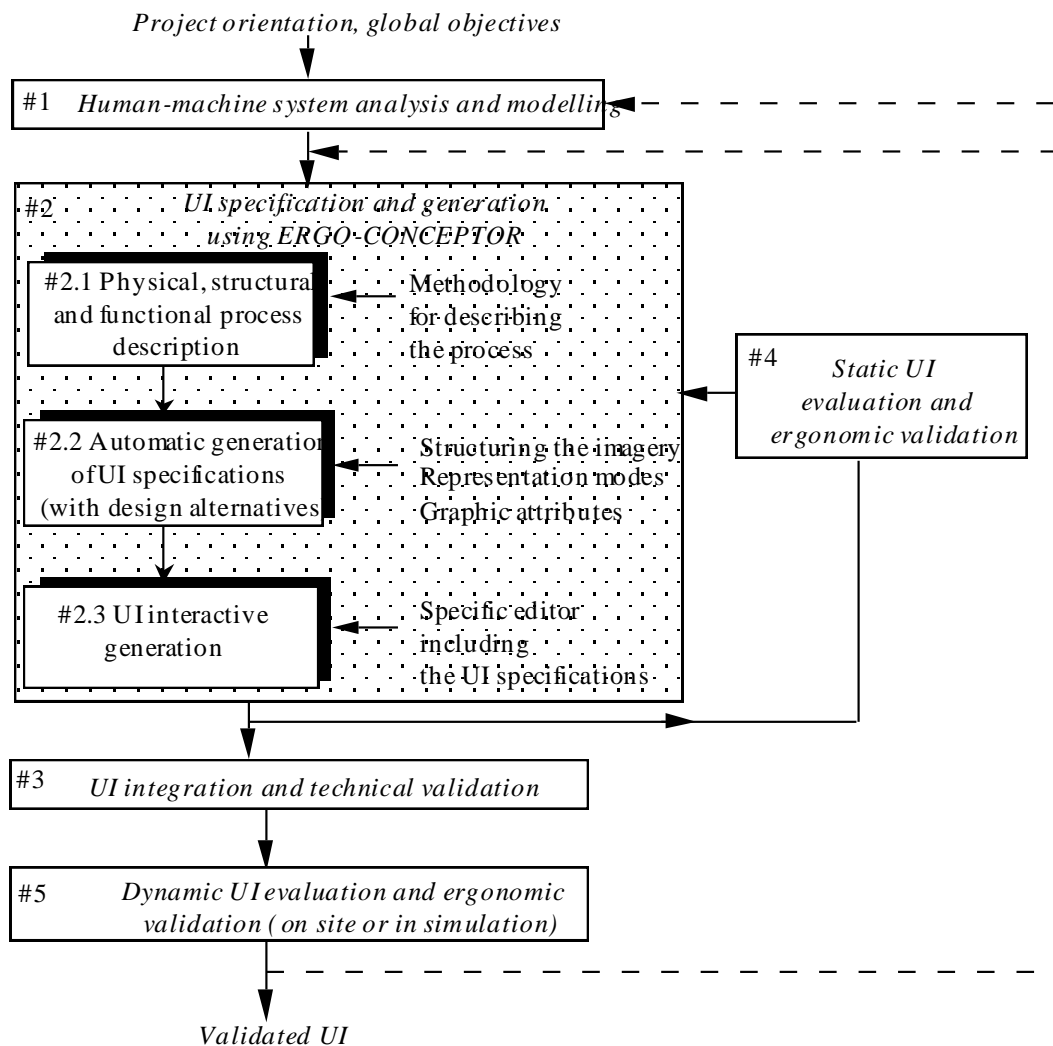 Project orientation, global objectives
#1 Human-machine system analysis and modelling
#2 UI specification and generation
using ERGO-CONCEPTOR
#2.1 Physical, structural
and functional process
description
Methodology
for describing
the process
#2.2 Automatic generation
of UI specifications
(with design alternatives)
Structuring the imagery
Representation modes
Graphic attributes
#2.3 UI interactive
generation
Specific editor
including
the UI specifications
#4 Static UI
evaluation and
ergonomic validation
#3 UI integration and technical validation
#5 Dynamic UI evaluation and ergonomic
validation (on site or in simulation)
Validated UI